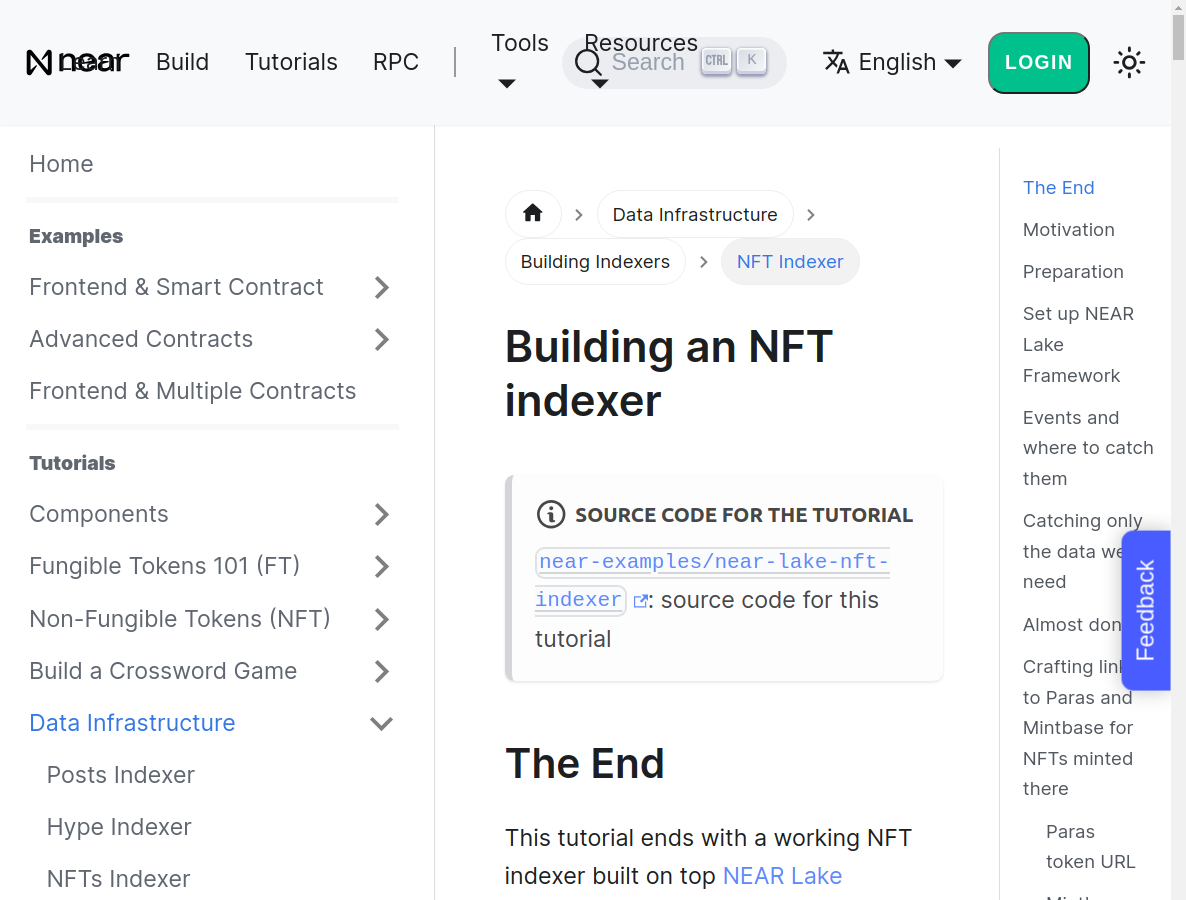 near
Learn
Build
Tutorials
RPC
Tools
Resources
Search
CTRL
K
English
LOGIN
Home
Examples
Frontend & Smart Contract
Advanced Contracts
Frontend & Multiple Contracts
Tutorials
Components
Fungible Tokens 101 (FT)
Non-Fungible Tokens (NFT)
Build a Crossword Game
Data Infrastructure
Posts Indexer
Hype Indexer
NFTs Indexer
Data Infrastructure
Building Indexers
NFT Indexer
Building an NFT
indexer
SOURCE CODE FOR THE TUTORIAL
near-examples/near-lake-nft-
indexer : source code for this
tutorial
The End
This tutorial ends with a working NFT
indexer built on top NEAR Lake
The End
Motivation
Preparation
Set up NEAR
Lake
Framework
Events and
where to catch
them
Catching only
the data we
need
Almost
Crafting
to Paras and
Mintbase for
NFTs minted
there
Paras
token URL
Feedback